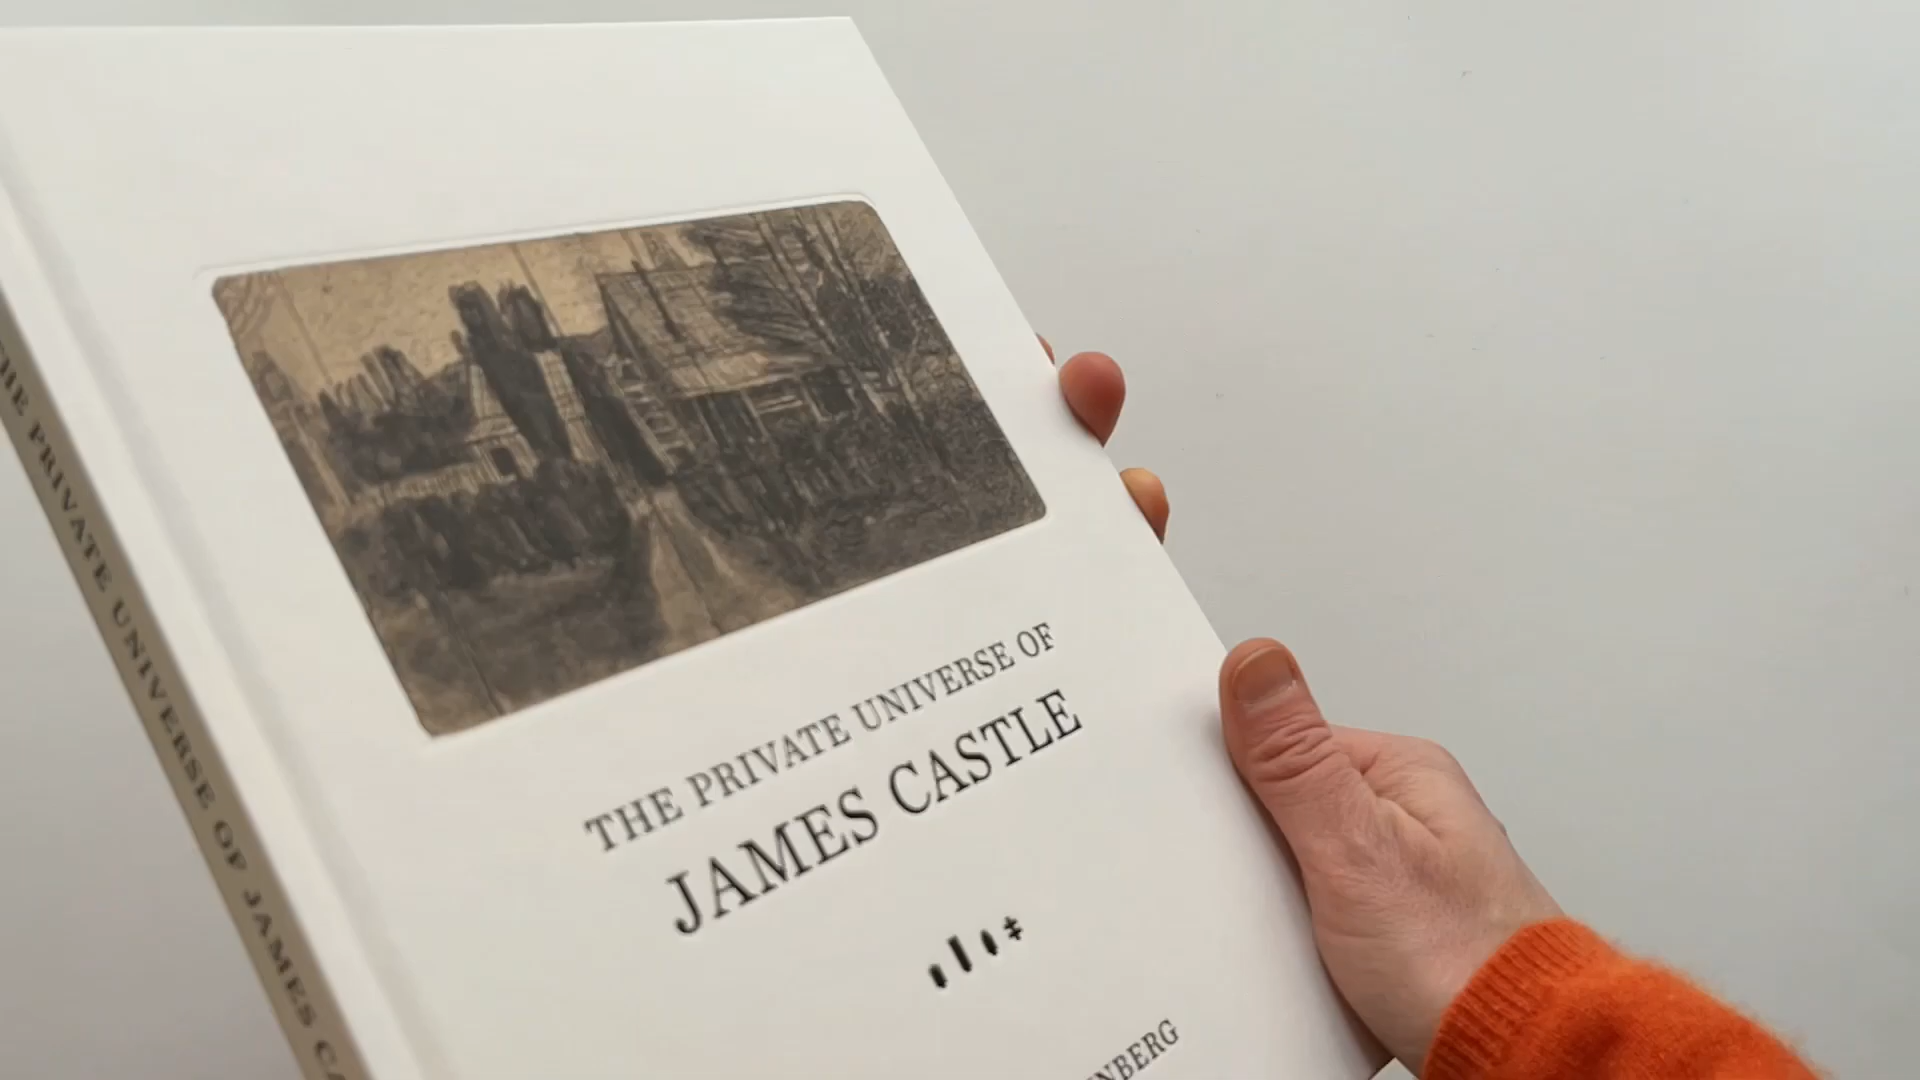 THE PRIVATE UNIVERSE OF
JAMES CASTLE
THE PRIVATE UNIVERSE OF JAMES CA